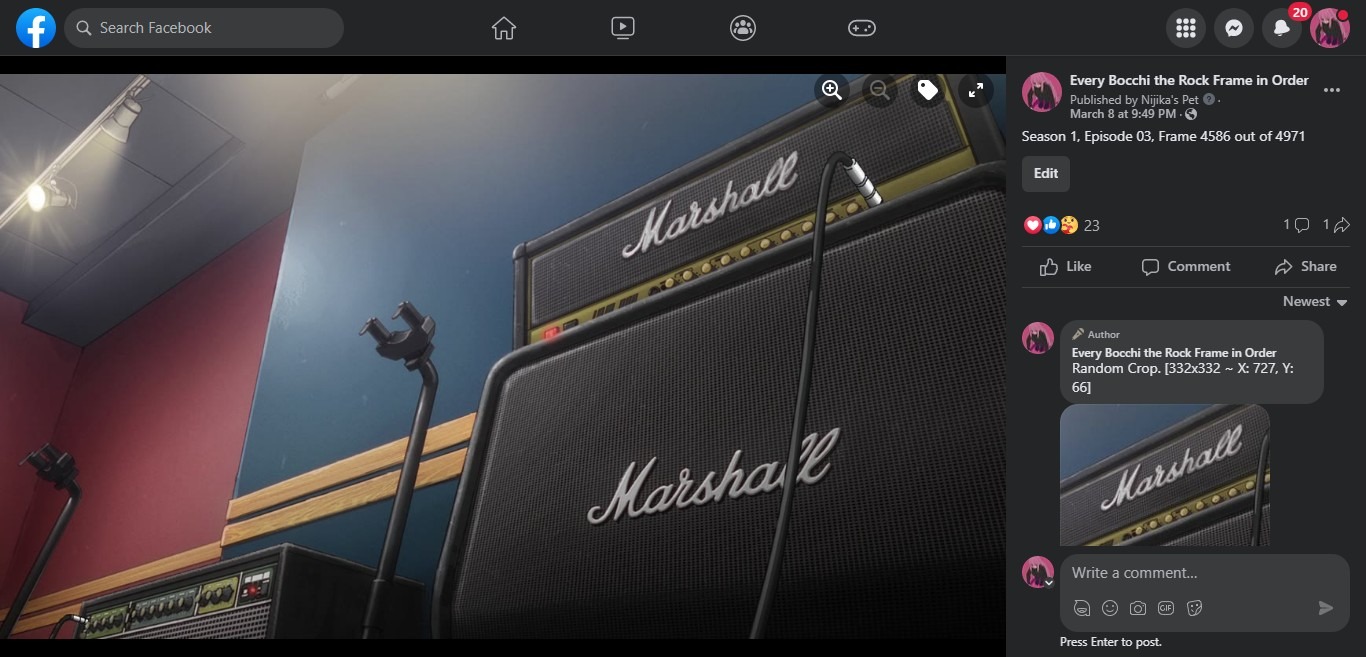 Search Facebook
20
Marshall
Marshall
Every Bocchi the Rock Frame in Order
Published by Nijika's Pet ·
March 8 at 9:49 PM ·
Season 1, Episode 03, Frame 4586 out of 4971
Edit
23
1
1
Like
Comment
Share
Newest
Author
Every Bocchi the Rock Frame in Order
Random Crop. [332x332 ~ X: 727, Y:
66]
Marshall
Write a comment...
GIF
Press Enter to post.